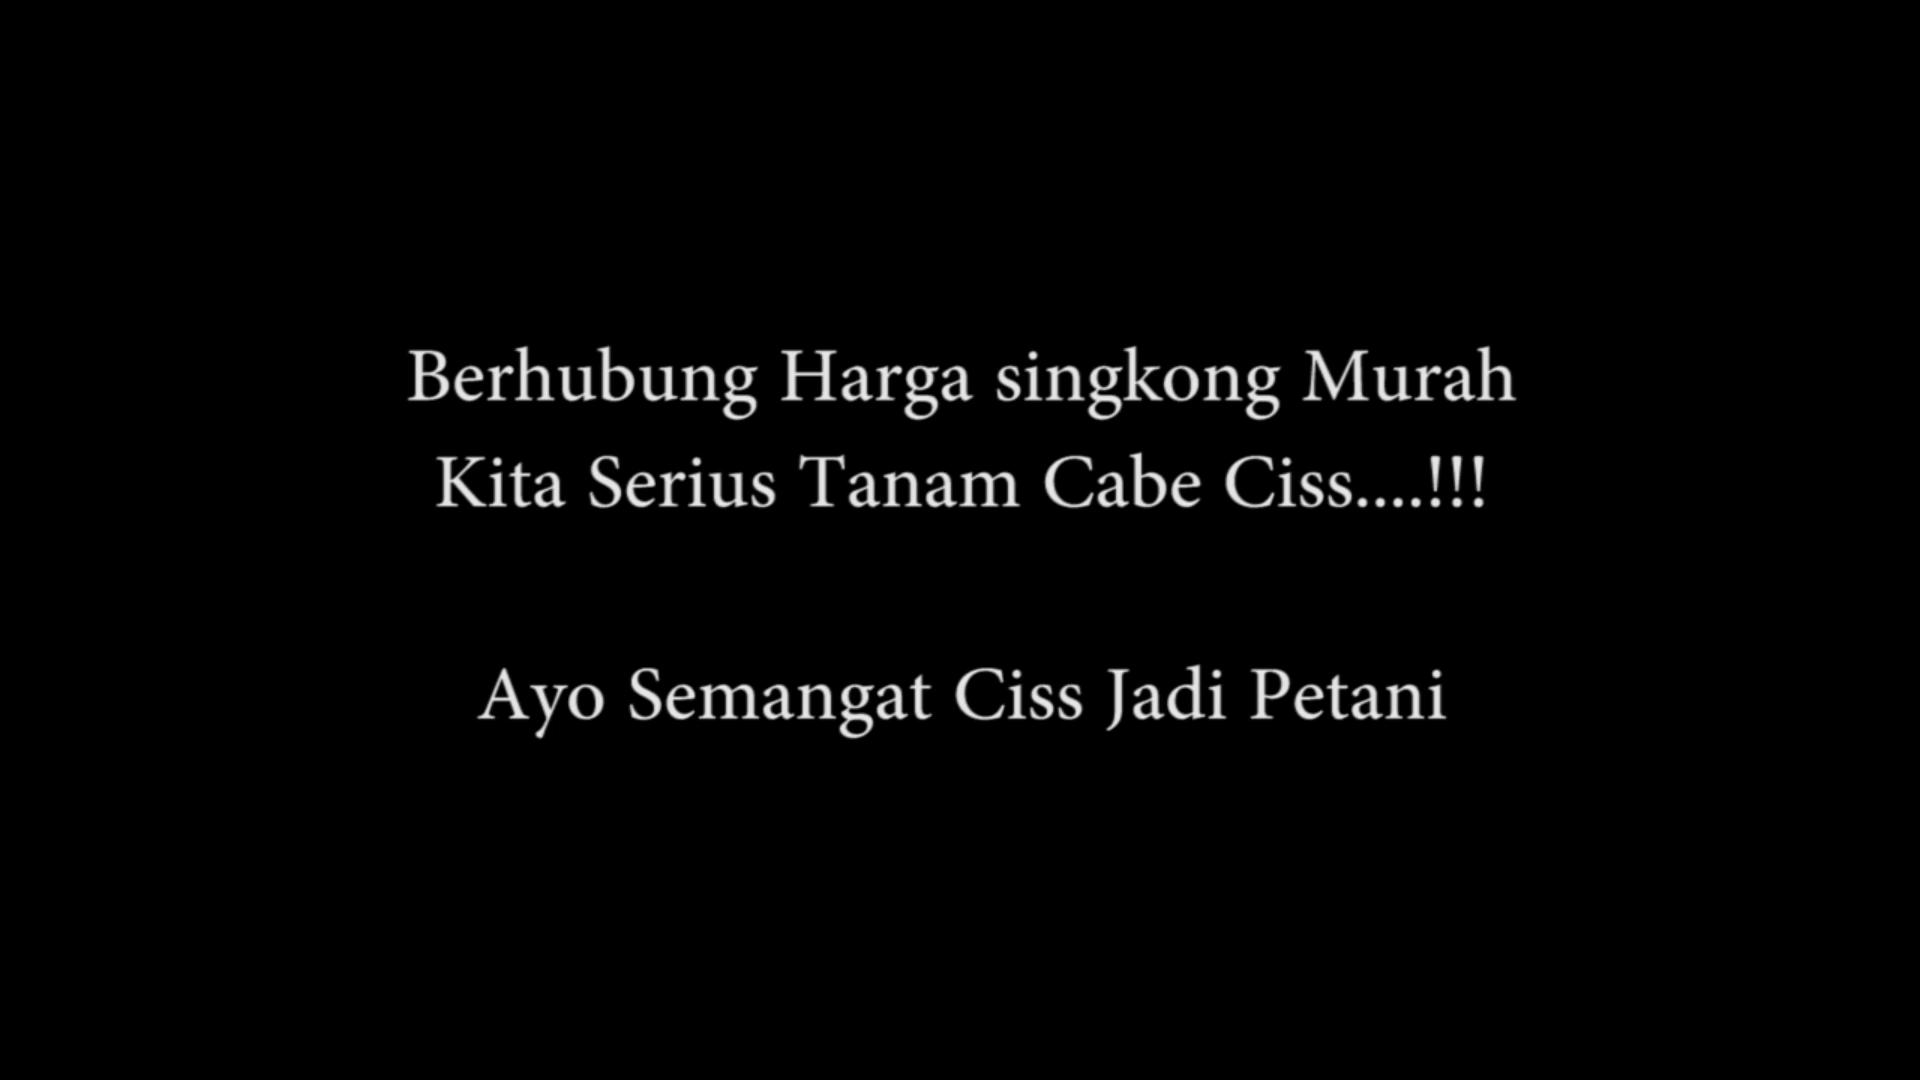 Berhubung Harga singkong Murah
Kita Serius Tanam Cabe Ciss....!!!
Ayo Semangat Ciss Jadi Petani